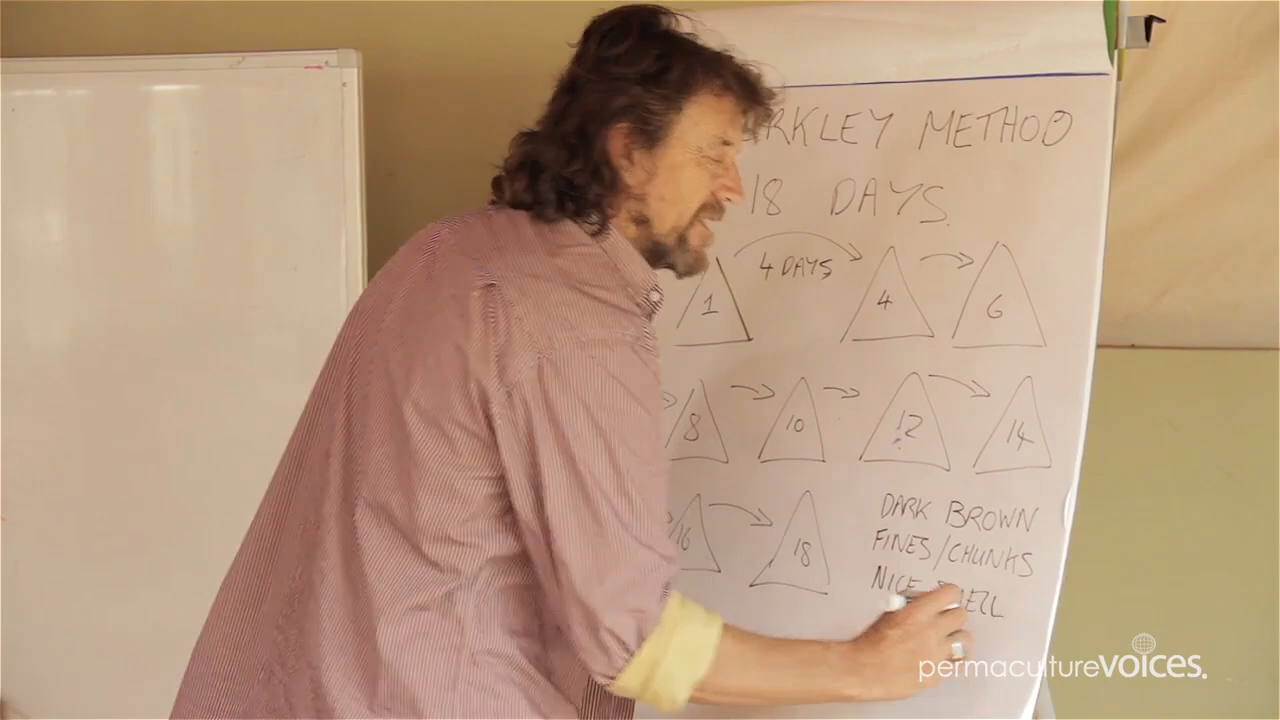 RKLEY METHOD
18 DAYS.
4 DAYS
1 4 6
8 10 12 14
16 18
DARK BROWN
FINES/CHUNKS
NICE
permaculturevoices.